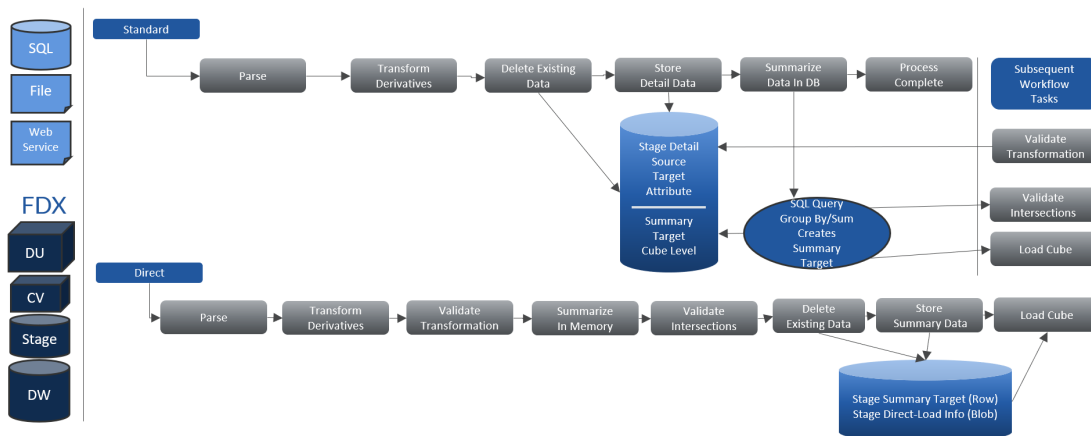 SQL
File
Web
Service
FDX
DU
CV
Stage
DW
Standard
Parse
Transform
Derivatives
Delete Existing
Data
Store
Detail Data
Summarize
Data In DB
Process
Complete
Subsequent
Workflow
Tasks
Stage Detail
Source
Target
Attribute
Summary
Target
Cube Level
SQL Query
Group By/Sum
Creates
Summary
Target
Validate
Transformation
Validate
Intersections
Load Cube
Direct
Parse
Transform
Derivatives
Validate
Transformation
Summarize
In Memory
Validate
Intersections
Delete
Existing Data
Store
Summary Data
Load Cube
Stage Summary Target (Row)
Stage Direct-Load Info (Blob)